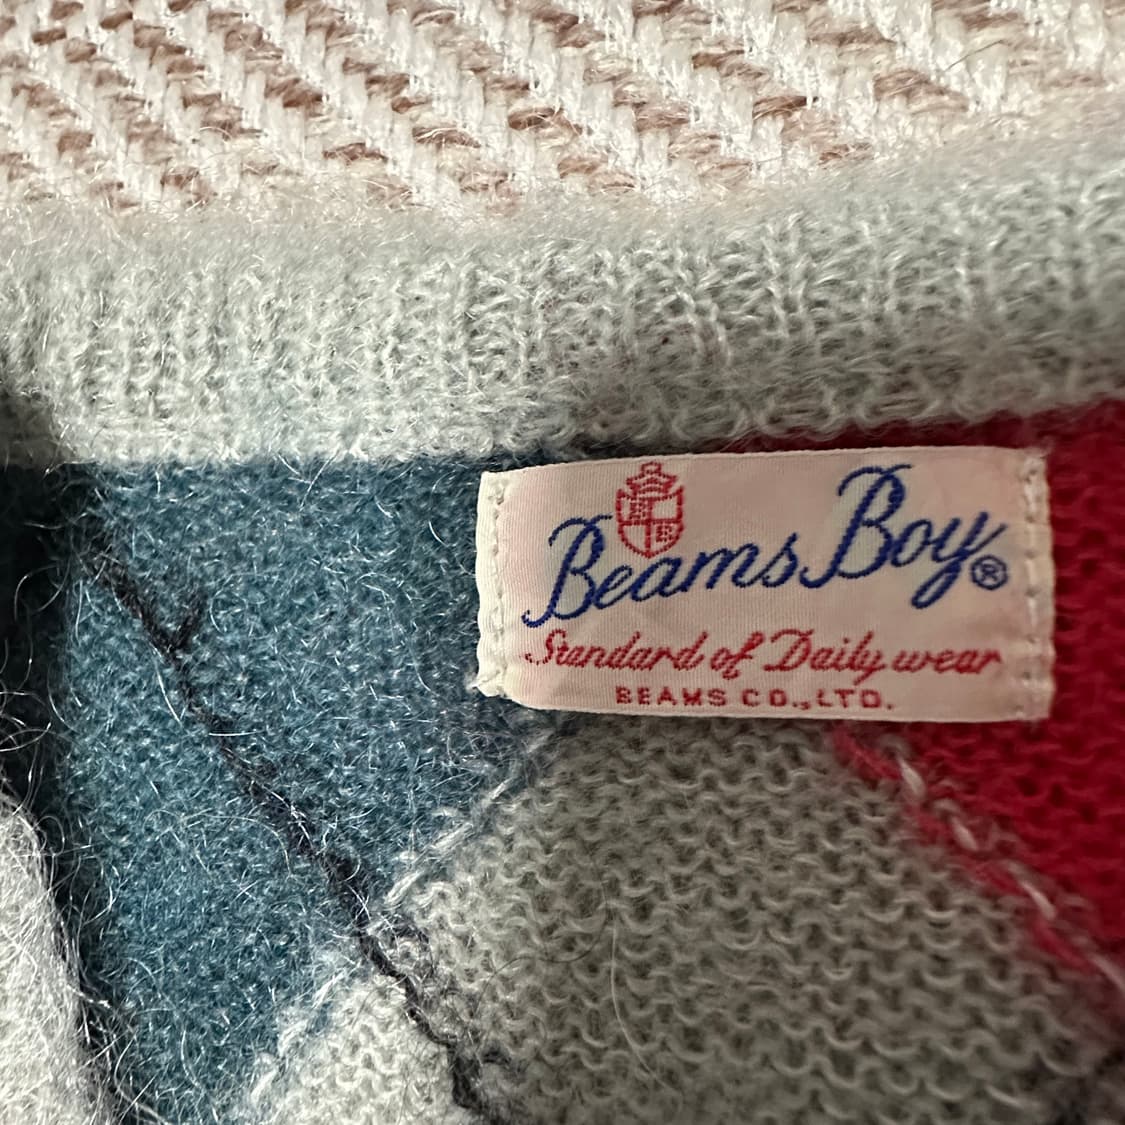 Beams Boy®
Standard of Daily wear
BEAMS CO.,LTD.